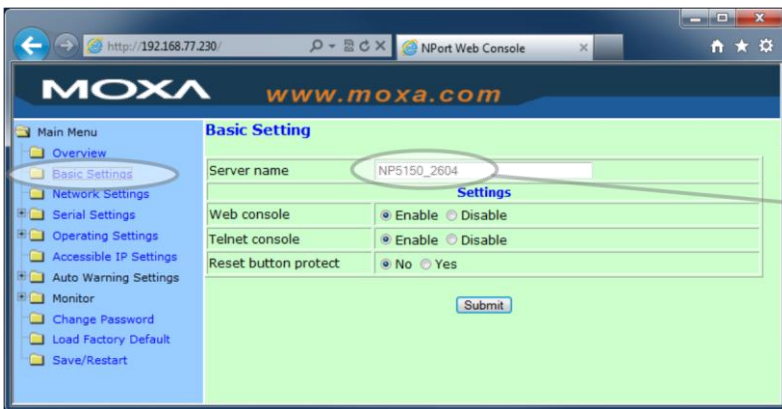 http://192.168.77.230/
NPort Web Console
MOXA
www.moxa.com
Main Menu
Overview
Basic Settings
Network Settings
Serial Settings
Operating Settings
Accessible IP Settings
Auto Warning Settings
Monitor
Change Password
Load Factory Default
Save/Restart
Basic Setting
Server name NP5150_2604
Settings
Web console Enable Disable
Telnet console Enable Disable
Reset button protect No Yes
Submit